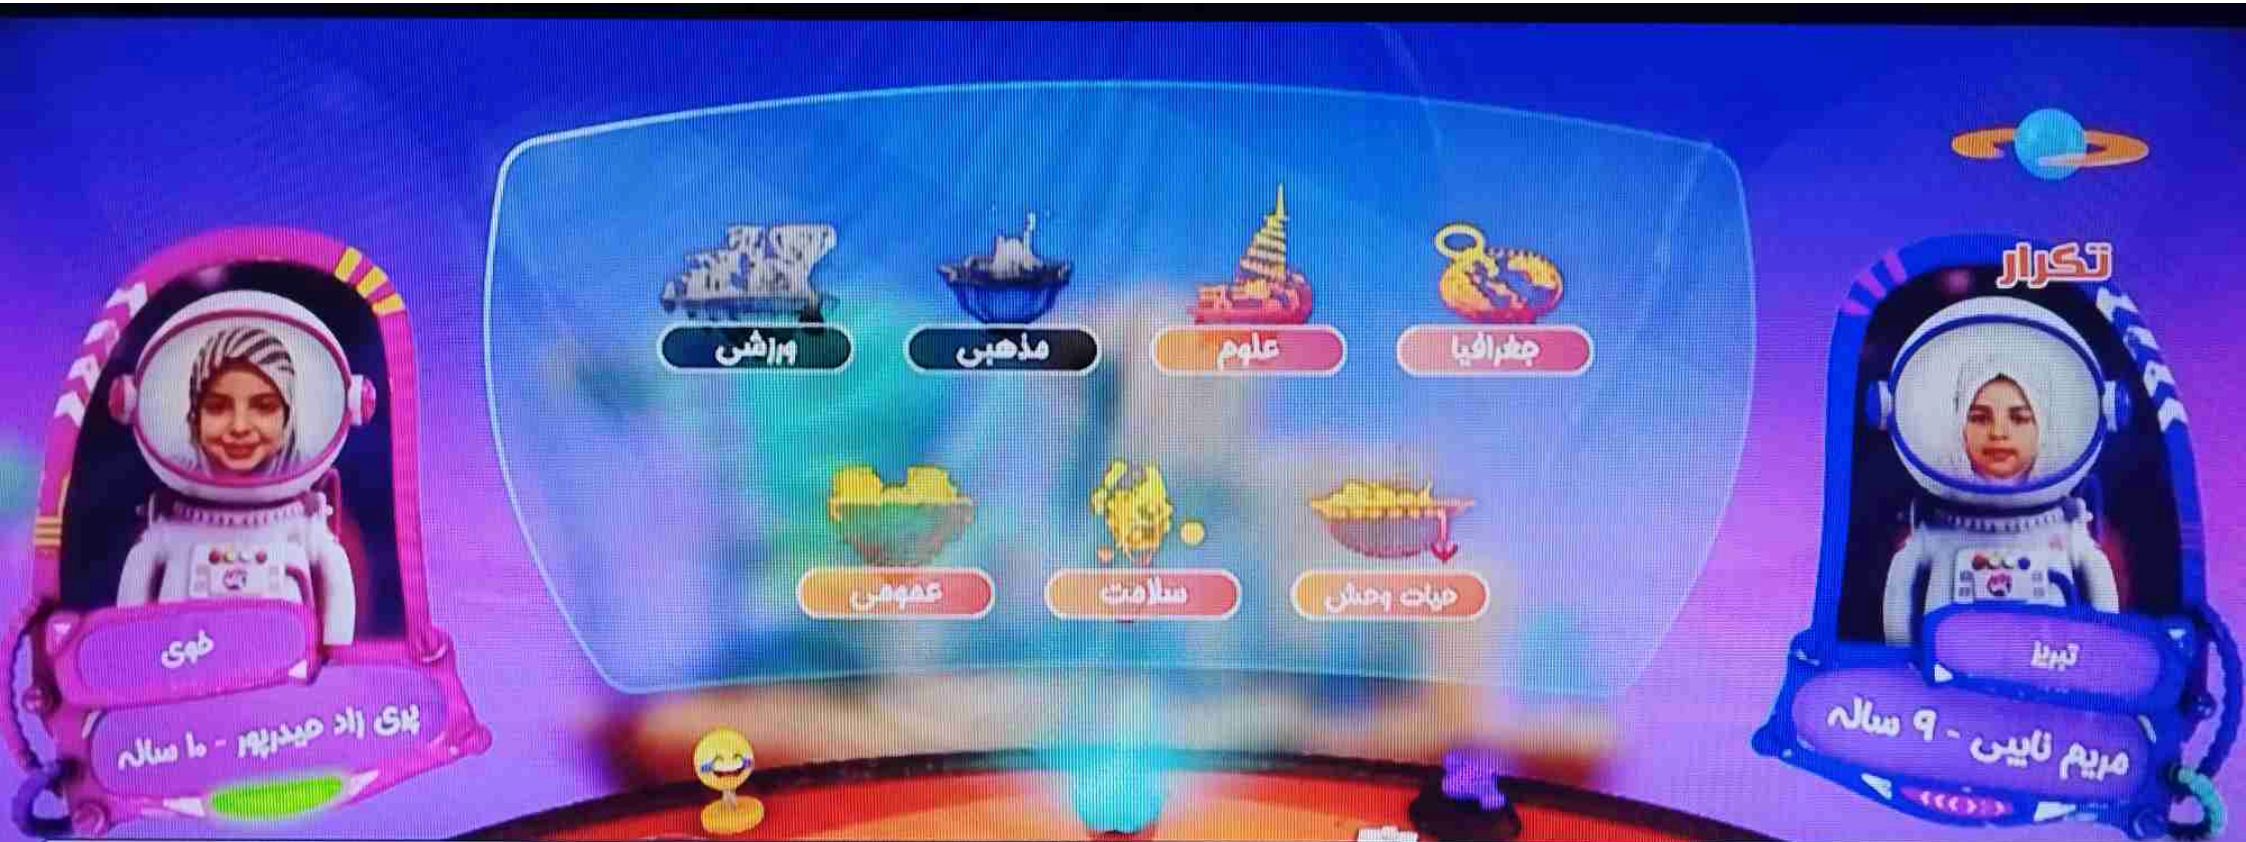 تکرار
جغرافیا
علوم
مذهبی
ورزشی
حیات وحش
سلامت
عمومی
تبریز
مریم نایبی - ۹ ساله
خوی
پری زاد حیدرپور - ۱۰ ساله